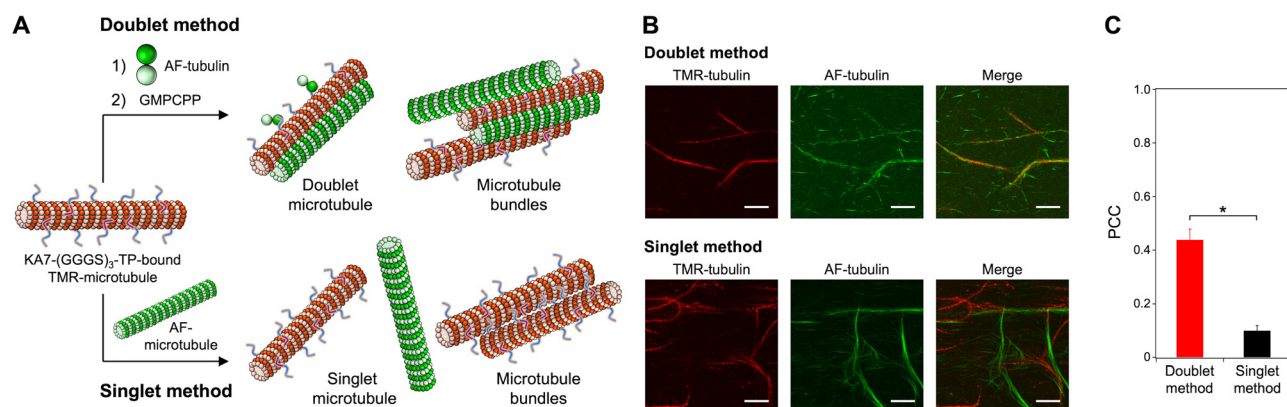 A
Doublet method
1) AF-tubulin
2) GMPCPP
Doublet
microtubule
Microtubule
bundles
KA7-(GGGS)3-TP-bound
TMR-microtubule
AF-
microtubule
Singlet method
Singlet
microtubule
Microtubule
bundles
B
Doublet method
TMR-tubulin AF-tubulin Merge
Singlet method
TMR-tubulin AF-tubulin Merge
C
PCC
1.0
0.8
0.6
0.4
0.2
0
*
Doublet
method
Singlet
method